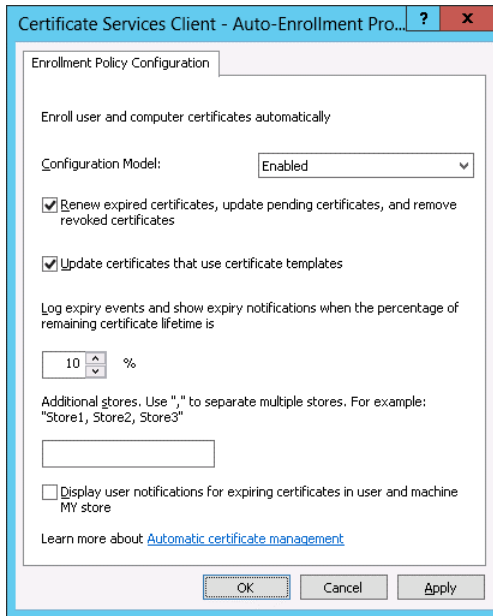 Certificate Services Client - Auto-Enrollment Pro... ? x
Enrollment Policy Configuration
Enroll user and computer certificates automatically
Configuration Model: Enabled
Renew expired certificates, update pending certificates, and remove
revoked certificates
Update certificates that use certificate templates
Log expiry events and show expiry notifications when the percentage of
remaining certificate lifetime is
10 %
Additional stores. Use "," to separate multiple stores. For example:
"Store1, Store2, Store3"
Display user notifications for expiring certificates in user and machine
MY store
Learn more about Automatic certificate management
OK Cancel Apply